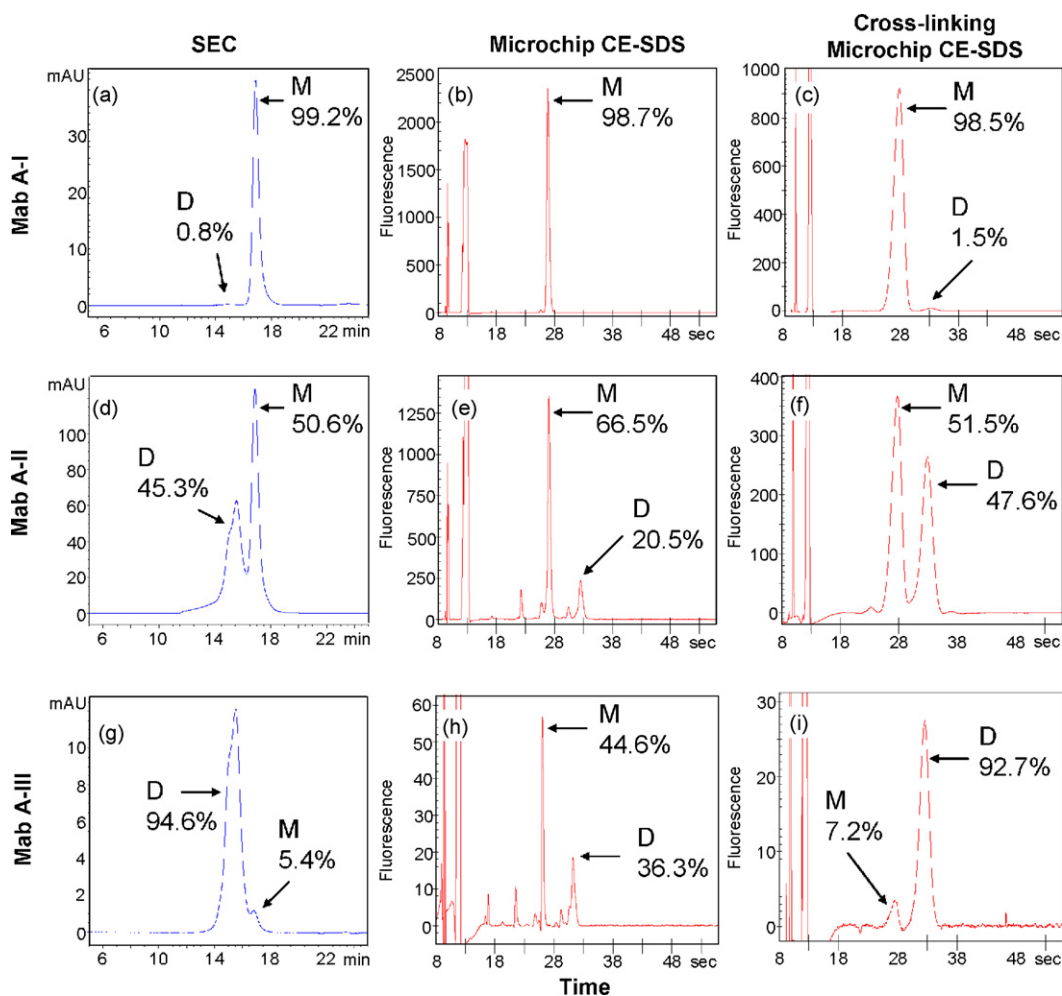 SEC
Microchip CE-SDS
Cross-linking
Microchip CE-SDS
Mab A-I
mAU
(a)
30
20
10
0
M
99.2%
D
0.8%
6 10 14 18 22 min
Fluorescence
2500
2000
1500
1000
500
0
(b)
M
98.7%
8 18 28 38 48 sec
Fluorescence
1000
800
600
400
200
0
(c)
M
98.5%
D
1.5%
8 18 28 38 48 sec
Mab A-II
mAU
(d)
100
80
60
40
20
0
M
50.6%
D
45.3%
6 10 14 18 22 min
Fluorescence
1250
1000
750
500
250
0
(e)
M
66.5%
D
20.5%
8 18 28 38 48 sec
Fluorescence
400
300
200
100
0
(f)
M
51.5%
D
47.6%
8 18 28 38 48 sec
Mab A-III
mAU
(g)
10
8
6
4
2
0
D
94.6%
M
5.4%
6 10 14 18 22 min
Fluorescence
60
50
40
30
20
10
0
(h)
M
44.6%
D
36.3%
8 18 28 38 48 sec
Fluorescence
30
20
10
0
(i)
D
92.7%
M
7.2%
8 18 28 38 48 sec
Time